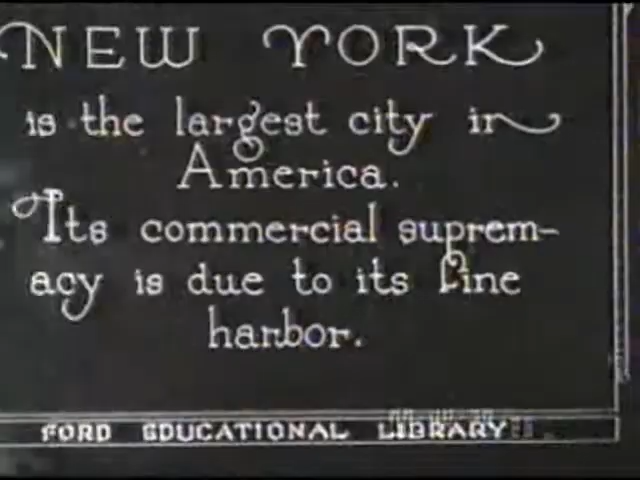 NEW YORK
is the largest city in
America.
Its commercial suprem-
acy is due to its fine
harbor.
FORD EDUCATIONAL LIBRARY